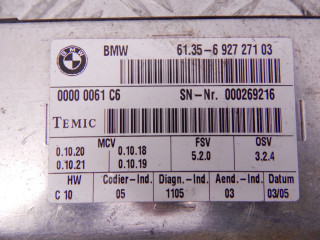 BMW 61.35-6 927 271 03
BMW
0000 0061 C6 SN-Nr. 000269216
TEMIC
MCV FSV OSV
0.10.20 0.10.18 5.2.0 3.2.4
0.10.21 0.10.19
HW Codier-Ind. Diagn.-Ind. Aend.-Ind. Datum
C 10 05 1105 03 03/05